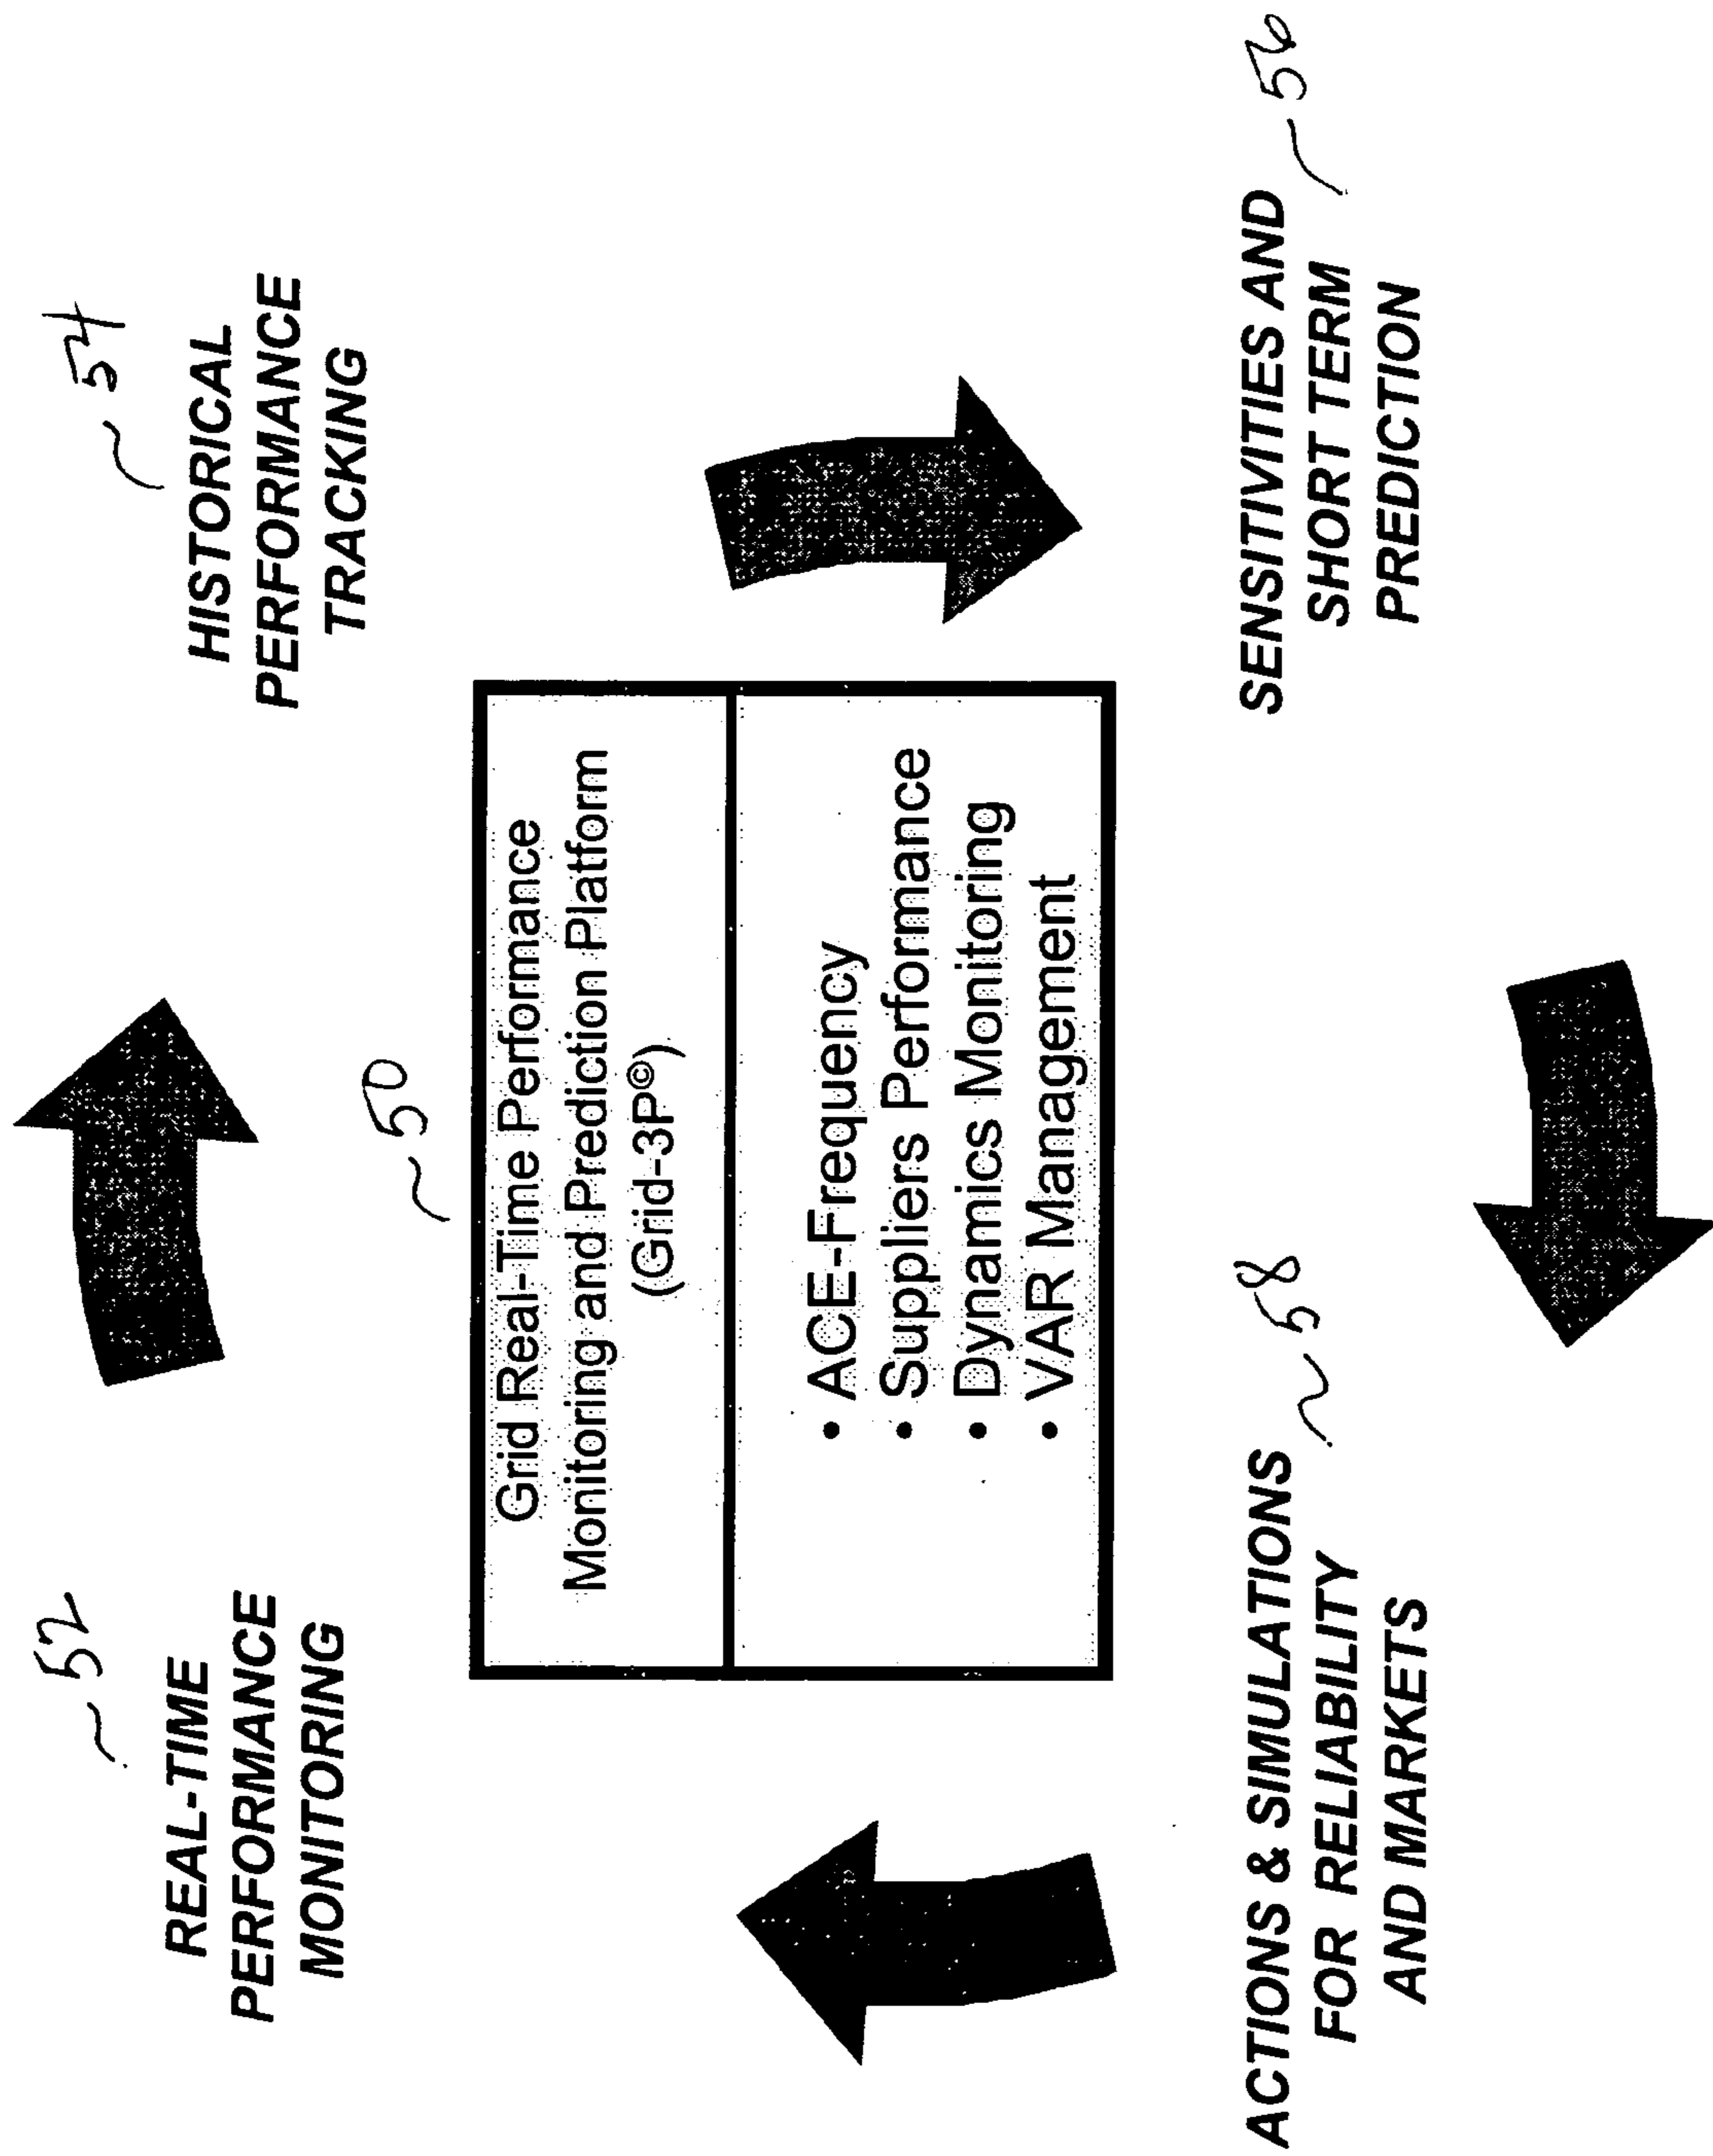 52
REAL-TIME
PERFORMANCE
MONITORING
54
HISTORICAL
PERFORMANCE
TRACKING
50
Grid Real-Time Performance
Monitoring and Prediction Platform
(Grid-3P©)
• ACE-Frequency
• Suppliers Performance
• Dynamics Monitoring
• VAR Management
ACTIONS & SIMULATIONS
FOR RELIABILITY
AND MARKETS
58
SENSITIVITIES AND
SHORT TERM
PREDICTION
56